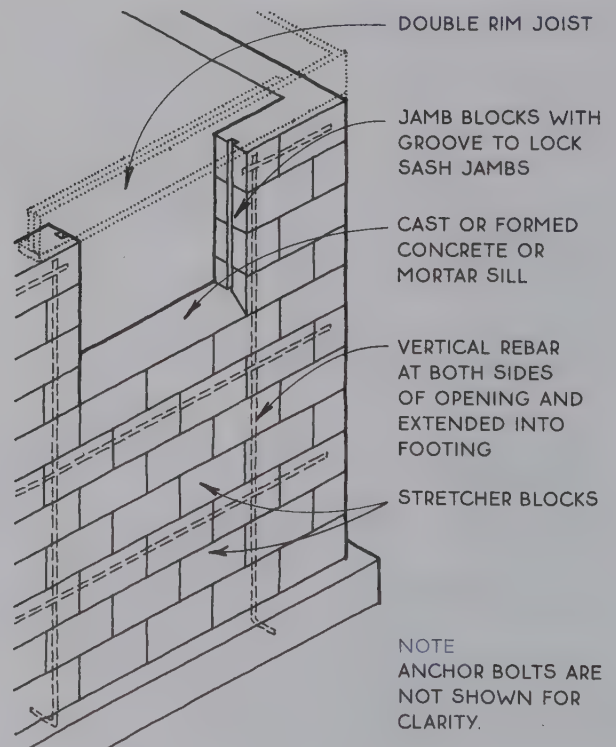 DOUBLE RIM JOIST
JAMB BLOCKS WITH
GROOVE TO LOCK
SASH JAMBS
CAST OR FORMED
CONCRETE OR
MORTAR SILL
VERTICAL REBAR
AT BOTH SIDES
OF OPENING AND
EXTENDED INTO
FOOTING
STRETCHER BLOCKS
NOTE
ANCHOR BOLTS ARE
NOT SHOWN FOR
CLARITY.